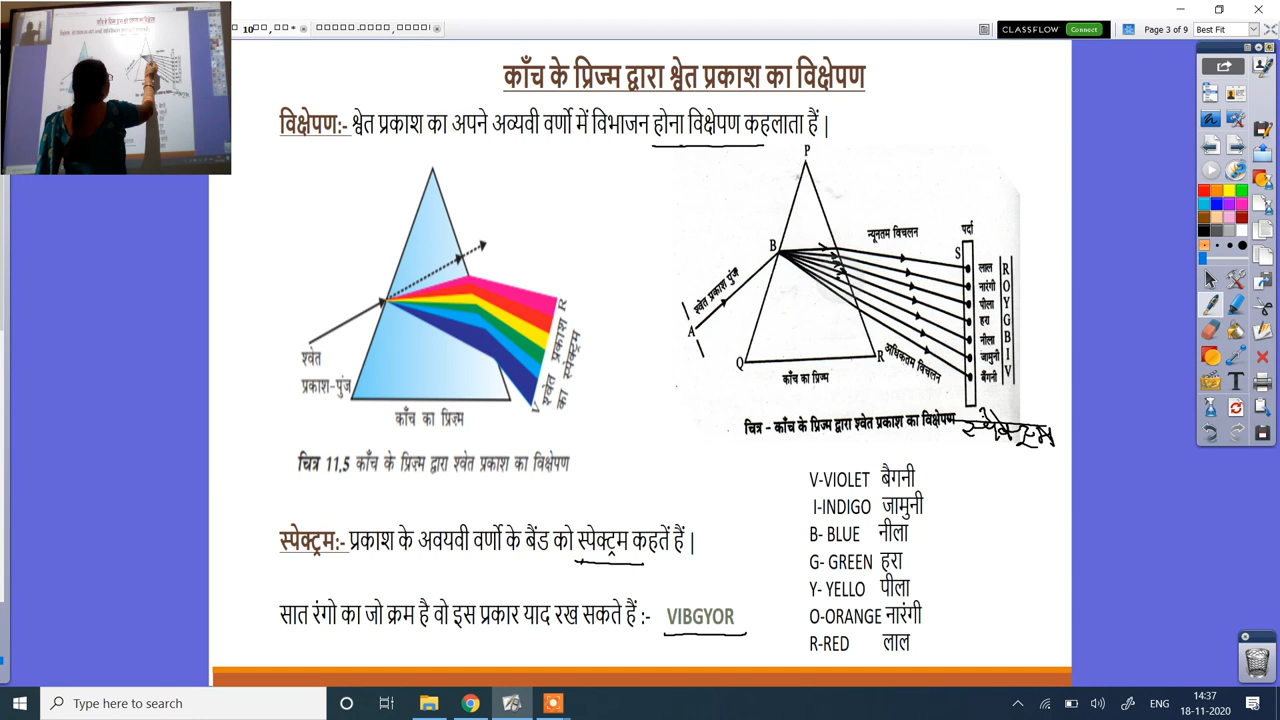 CLASSFLOW Connect
Page 3 of 9
Best Fit
काँच के प्रिज्म द्वारा श्वेत प्रकाश का विक्षेपण
विक्षेपण:- श्वेत प्रकाश का अपने अव्यवी वर्णो में विभाजन होना विक्षेपण कहलाता हैं |
श्वेत
प्रकाश-पुंज
काँच का प्रिज्म
R
श्वेत प्रकाश
का स्पेक्ट्रम
V
चित्र 11.5 काँच के प्रिज्म द्वारा श्वेत प्रकाश का विक्षेपण
P
B
A
श्वेत प्रकाश पुंज
Q
R
काँच का प्रिज्म
न्यूनतम विचलन
अधिकतम विचलन
पर्दा
S
लाल R
नारंगी O
पीला Y
हरा G
नीला B
जामुनी I
बैंगनी V
चित्र - काँच के प्रिज्म द्वारा श्वेत प्रकाश का विक्षेपण
V-VIOLET बैगनी
I-INDIGO जामुनी
B- BLUE नीला
G- GREEN हरा
Y- YELLO पीला
O-ORANGE नारंगी
R-RED लाल
स्पेक्ट्रम:- प्रकाश के अवयवी वर्णो के बैंड को स्पेक्ट्रम कहतें हैं |
सात रंगो का जो क्रम है वो इस प्रकार याद रख सकते हैं :- VIBGYOR
Type here to search
ENG
14:37
18-11-2020